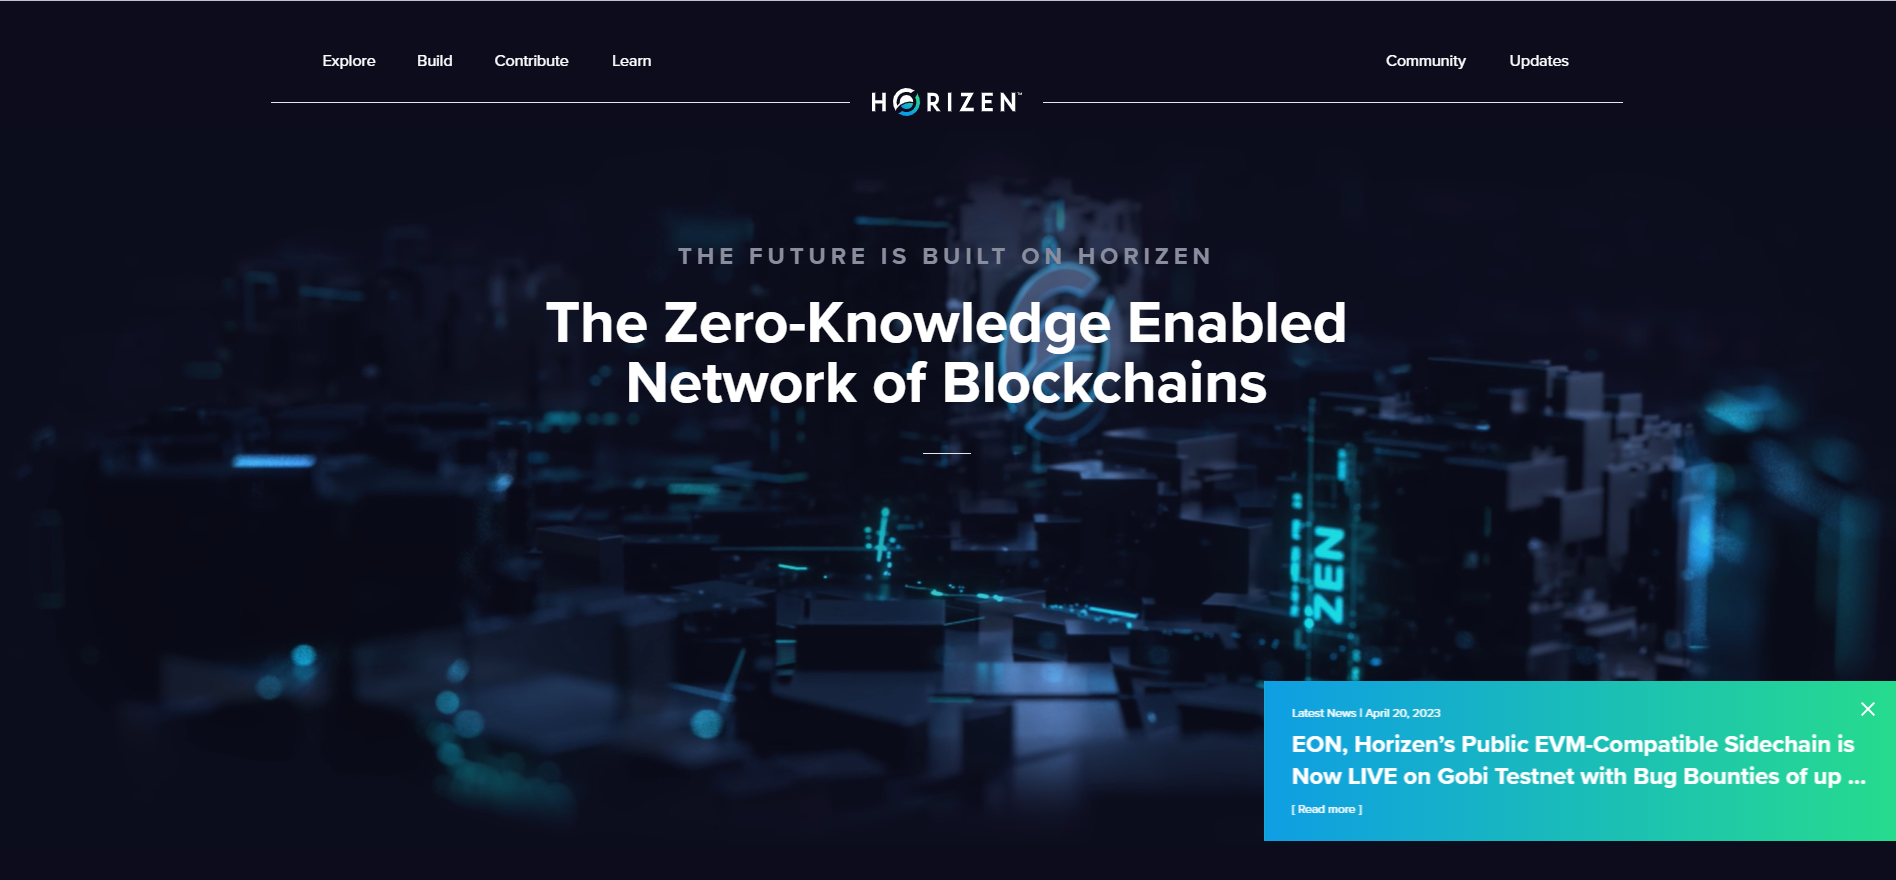 Explore Build Contribute Learn Community Updates
HORIZEN™
THE FUTURE IS BUILT ON HORIZEN
The Zero-Knowledge Enabled
Network of Blockchains
ZEN
Latest News | April 20, 2023
EON, Horizen’s Public EVM-Compatible Sidechain is
Now LIVE on Gobi Testnet with Bug Bounties of up ...
[ Read more ]